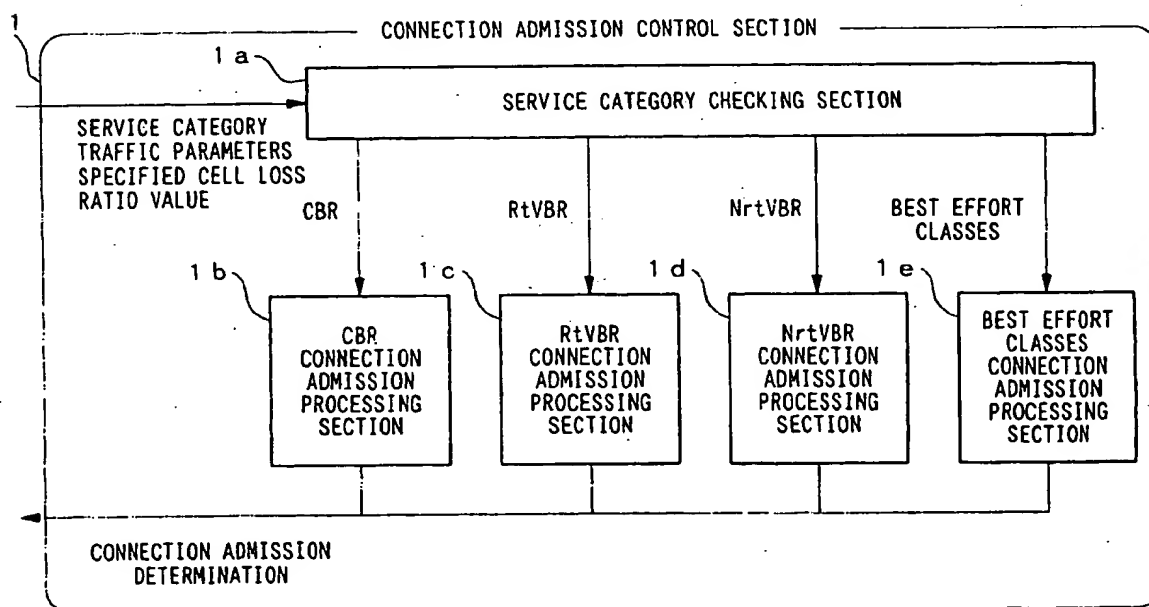 1
CONNECTION ADMISSION CONTROL SECTION
1a
SERVICE CATEGORY CHECKING SECTION
SERVICE CATEGORY
TRAFFIC PARAMETERS
SPECIFIED CELL LOSS
RATIO VALUE
CBR
RtVBR
NrtVBR
BEST EFFORT
CLASSES
1b
1c
1d
1e
CBR
CONNECTION
ADMISSION
PROCESSING
SECTION
RtVBR
CONNECTION
ADMISSION
PROCESSING
SECTION
NrtVBR
CONNECTION
ADMISSION
PROCESSING
SECTION
BEST EFFORT
CLASSES
CONNECTION
ADMISSION
PROCESSING
SECTION
CONNECTION ADMISSION
DETERMINATION